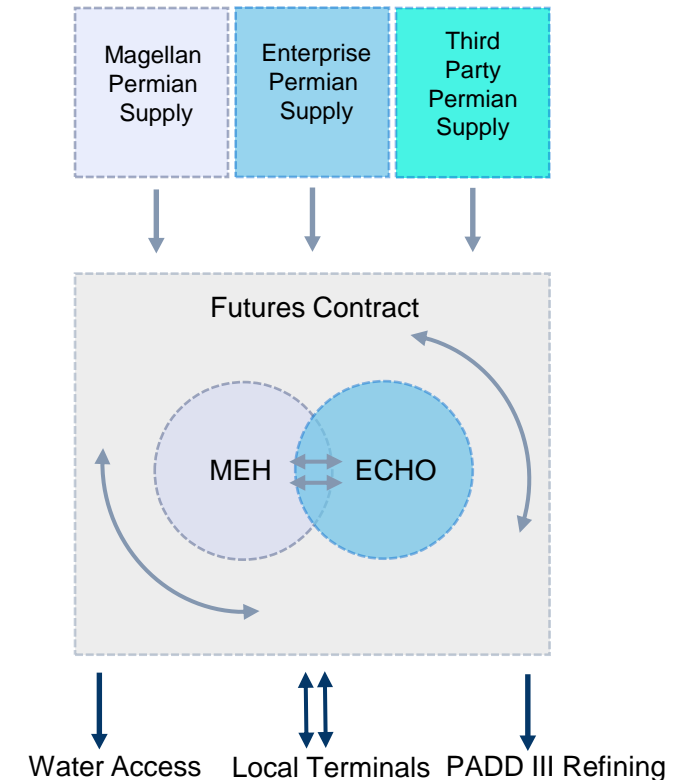 Magellan
Permian
Supply
Enterprise
Permian
Supply
Third
Party
Permian
Supply
Futures Contract
MEH
ECHO
Water Access
Local Terminals
PADD III Refining